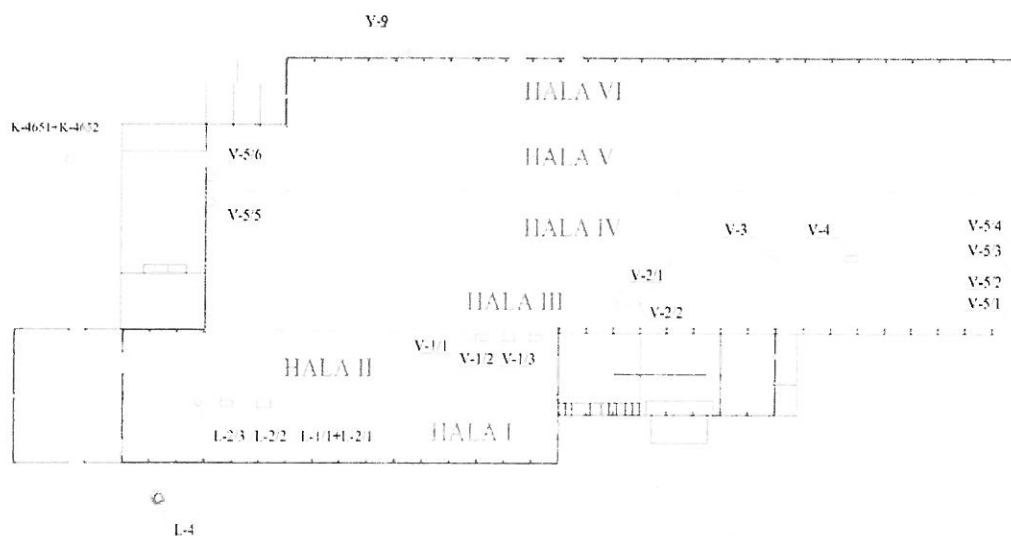 V-9
HALA VI
K-4651+K-4652
V-5/6
HALA V
V-5/5
HALA IV
V-3
V-4
V-5/4
V-5/3
V-2/1
V-5/2
HALA III
V-2/2
V-5/1
V-1/1
V-1/2 V-1/3
HALA II
L-2/3 L-2/2 L-1/1+L-2/1
HALA I
L-4